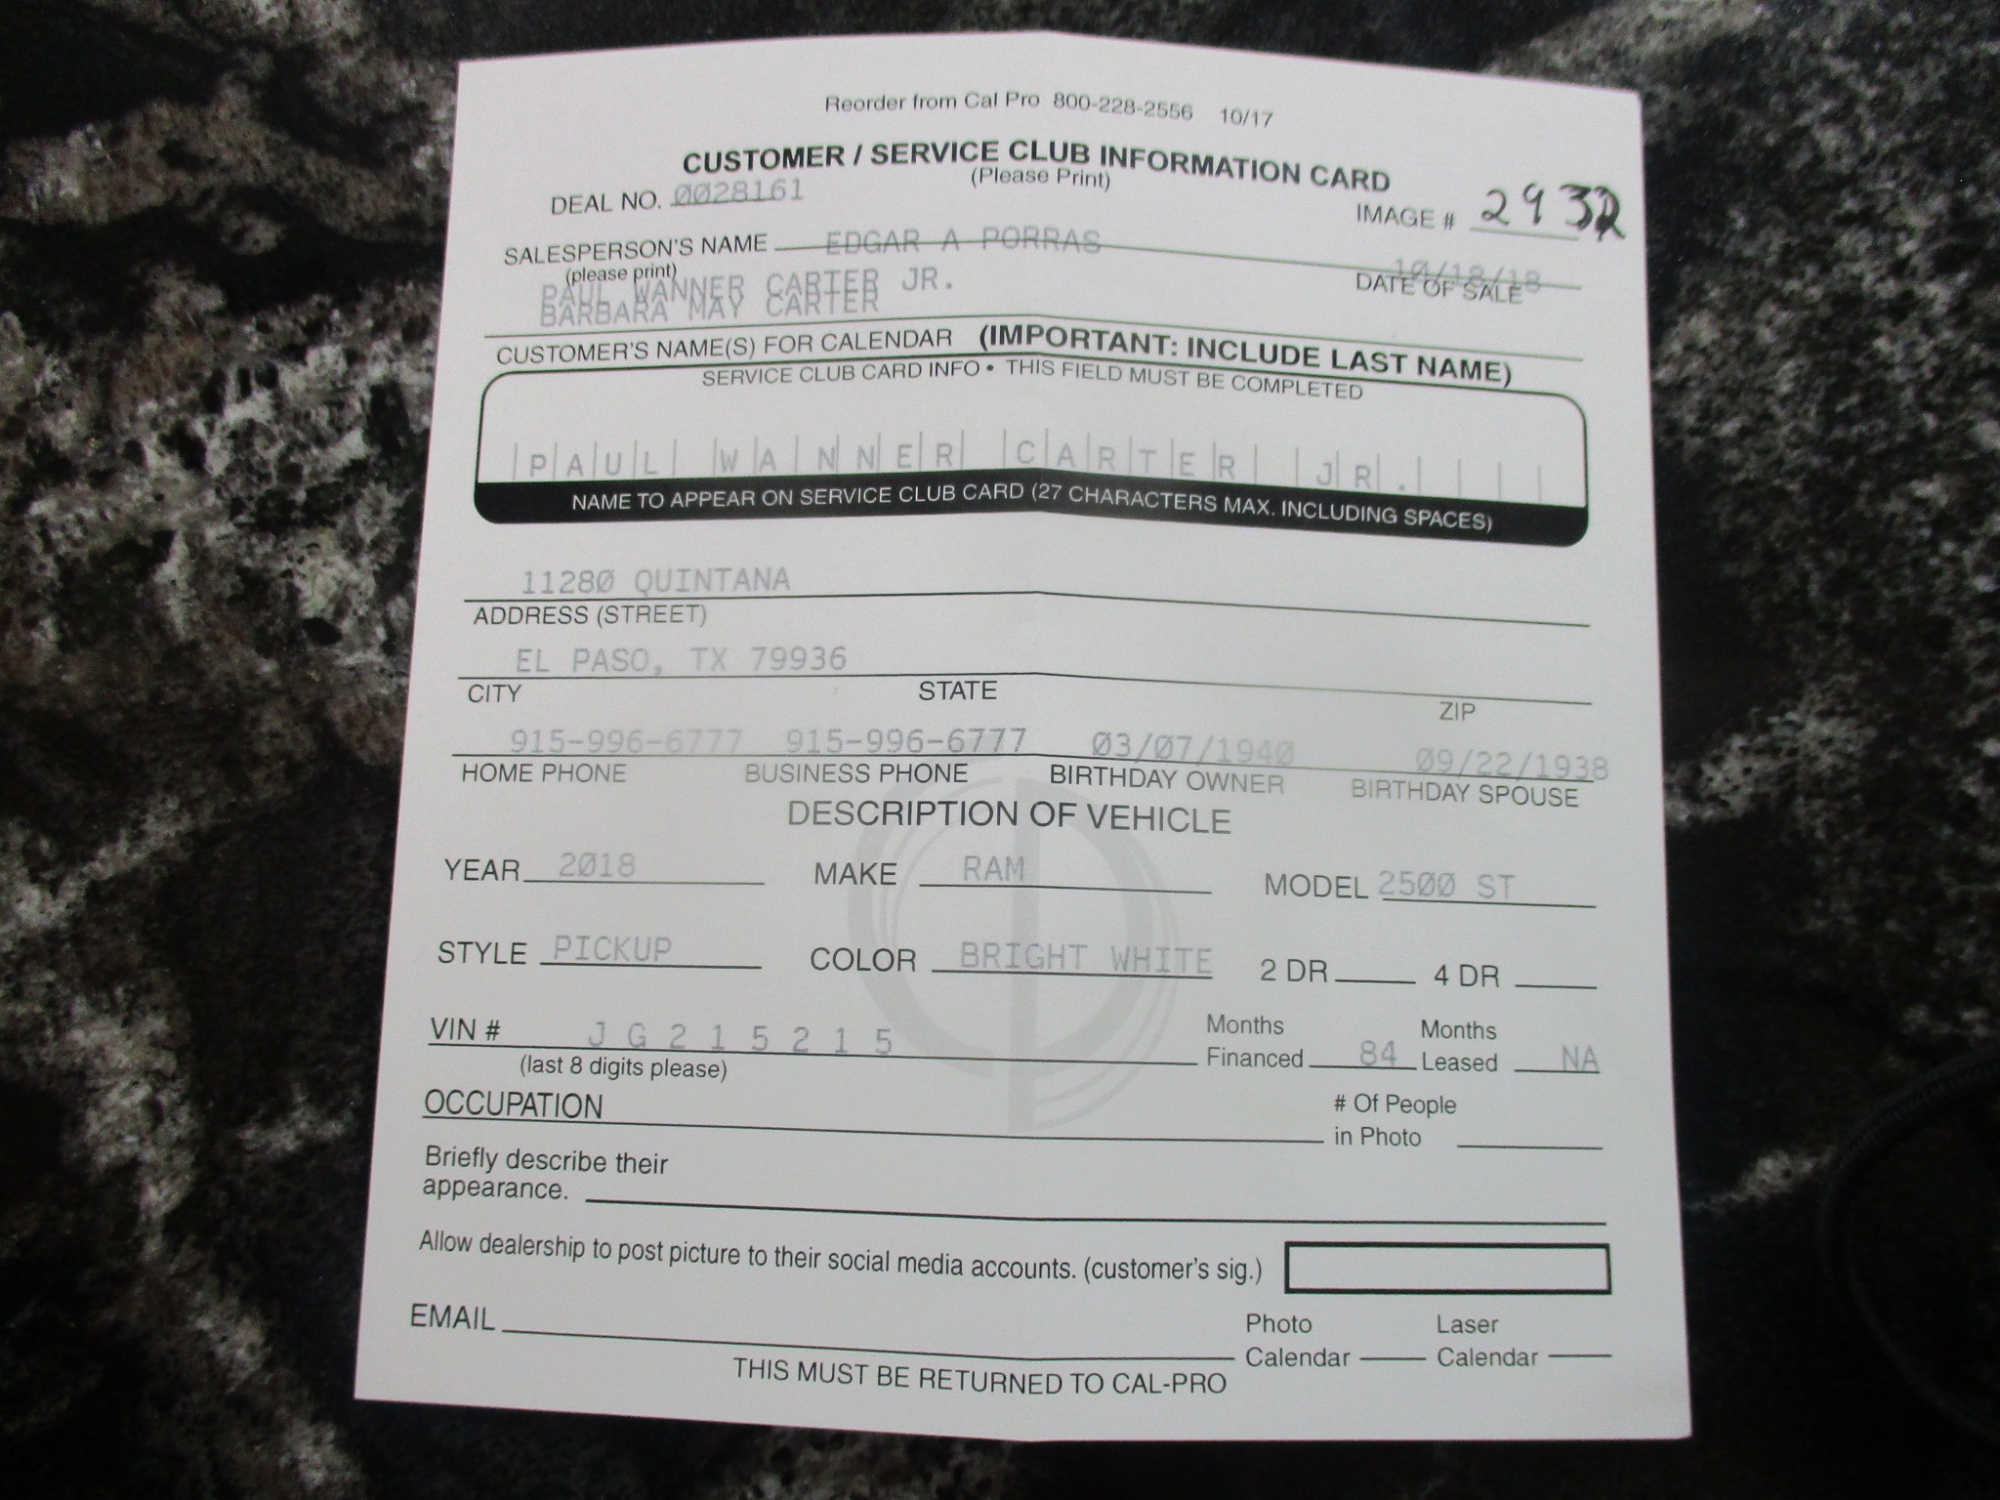 Reorder from Cal Pro 800-228-2556 10/17
CUSTOMER / SERVICE CLUB INFORMATION CARD
(Please Print)
DEAL NO. 0028161
IMAGE # 2932
SALESPERSON'S NAME EDGAR A PORRAS
(please print)
10/18/18
DATE OF SALE
PAUL WANNER CARTER JR.
BARBARA MAY CARTER
CUSTOMER'S NAME(S) FOR CALENDAR (IMPORTANT: INCLUDE LAST NAME)
SERVICE CLUB CARD INFO • THIS FIELD MUST BE COMPLETED
PAUL WANNER CARTER JR.
NAME TO APPEAR ON SERVICE CLUB CARD (27 CHARACTERS MAX. INCLUDING SPACES)
11280 QUINTANA
ADDRESS (STREET)
EL PASO, TX 79936
CITY STATE ZIP
915-996-6777 915-996-6777 03/07/1940 09/22/1938
HOME PHONE BUSINESS PHONE BIRTHDAY OWNER BIRTHDAY SPOUSE
DESCRIPTION OF VEHICLE
YEAR 2018 MAKE RAM MODEL 2500 ST
STYLE PICKUP COLOR BRIGHT WHITE 2 DR 4 DR
VIN # JG215215
(last 8 digits please)
Months Financed 84 Months Leased NA
OCCUPATION
# Of People in Photo
Briefly describe their
appearance.
Allow dealership to post picture to their social media accounts. (customer's sig.)
EMAIL
Photo Calendar Laser Calendar
THIS MUST BE RETURNED TO CAL-PRO